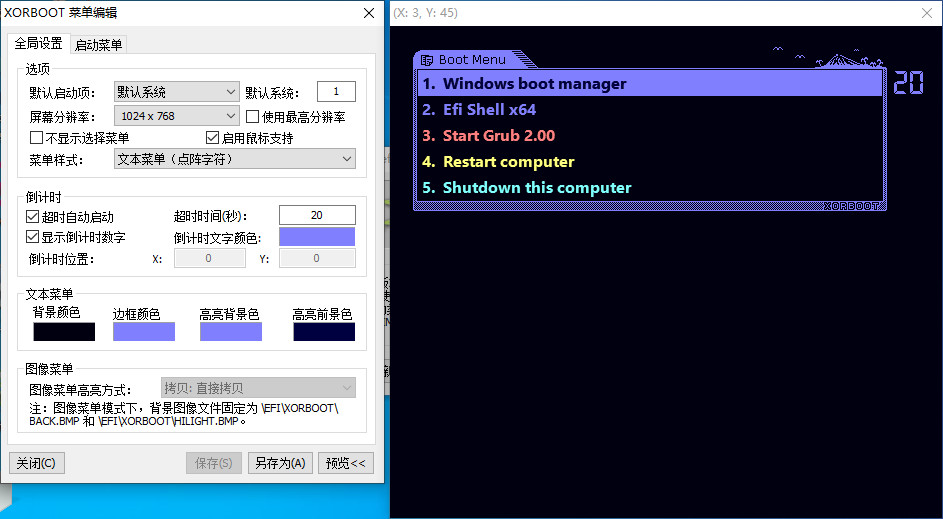 XORBOOT 菜单编辑
全局设置 启动菜单
选项
默认启动项: 默认系统 默认系统: 1
屏幕分辨率: 1024 x 768 使用最高分辨率
不显示选择菜单 启用鼠标支持
菜单样式: 文本菜单（点阵字符）
倒计时
超时自动启动 超时时间(秒): 20
显示倒计时数字 倒计时文字颜色:
倒计时位置: X: 0 Y: 0
文本菜单
背景颜色 边框颜色 高亮背景色 高亮前景色
图像菜单
图像菜单高亮方式: 拷贝: 直接拷贝
注：图像菜单模式下，背景图像文件固定为 \EFI\XORBOOT\
BACK.BMP 和 \EFI\XORBOOT\HILIGHT.BMP。
关闭(C) 保存(S) 另存为(A) 预览<<
(X: 3, Y: 45)
Boot Menu
1. Windows boot manager
20
2. Efi Shell x64
3. Start Grub 2.00
4. Restart computer
5. Shutdown this computer
XORBOOT